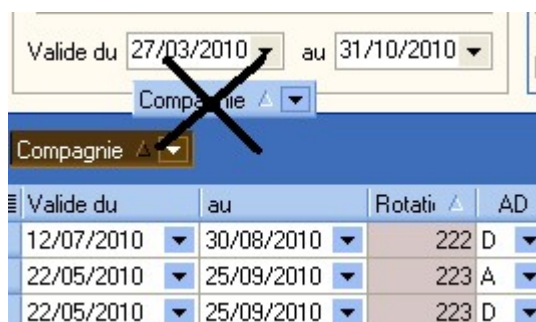 Valide du 27/03/2010 au 31/10/2010
Compagnie
Compagnie
Valide du au Rotati AD
12/07/2010 30/08/2010 222 D
22/05/2010 25/09/2010 223 A
22/05/2010 25/09/2010 223 D